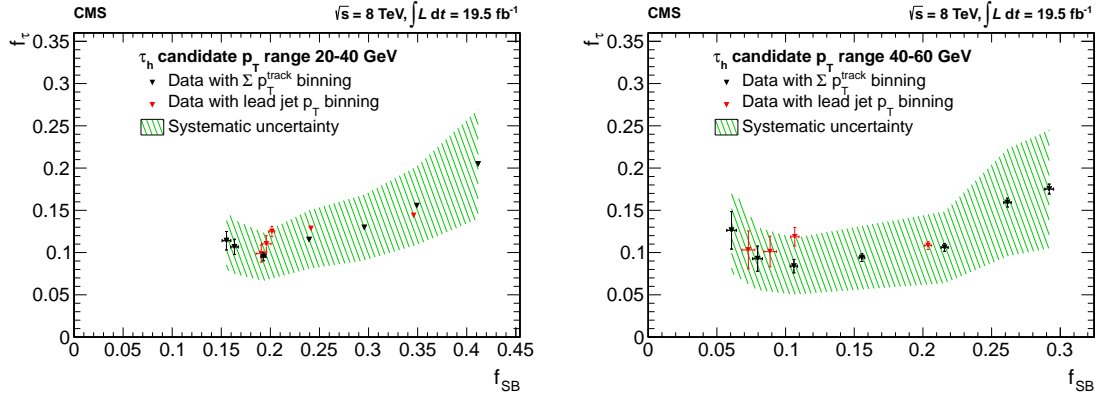 CMS
√s = 8 TeV, ∫L dt = 19.5 fb⁻¹
f_τ
0.35
0.3
0.25
0.2
0.15
0.1
0.05
0
τ_h candidate p_T range 20-40 GeV
Data with Σ p_T^track binning
Data with lead jet p_T binning
Systematic uncertainty
0 0.05 0.1 0.15 0.2 0.25 0.3 0.35 0.4 0.45
f_SB
CMS
√s = 8 TeV, ∫L dt = 19.5 fb⁻¹
f_τ
0.35
0.3
0.25
0.2
0.15
0.1
0.05
0
τ_h candidate p_T range 40-60 GeV
Data with Σ p_T^track binning
Data with lead jet p_T binning
Systematic uncertainty
0 0.05 0.1 0.15 0.2 0.25 0.3
f_SB